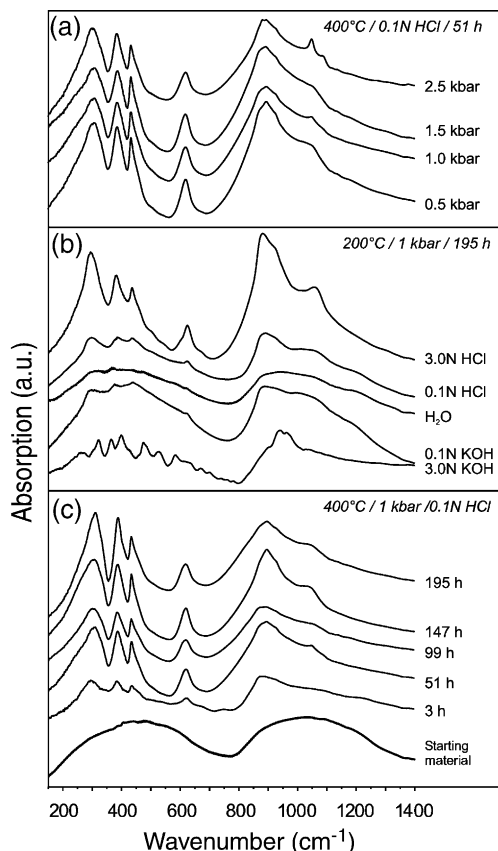 (a)
400°C / 0.1N HCl / 51 h
2.5 kbar
1.5 kbar
1.0 kbar
0.5 kbar
(b)
200°C / 1 kbar / 195 h
3.0N HCl
0.1N HCl
H₂O
0.1N KOH
3.0N KOH
(c)
400°C / 1 kbar /0.1N HCl
195 h
147 h
99 h
51 h
3 h
Starting
material
Absorption (a.u.)
200 400 600 800 1000 1200 1400
Wavenumber (cm⁻¹)